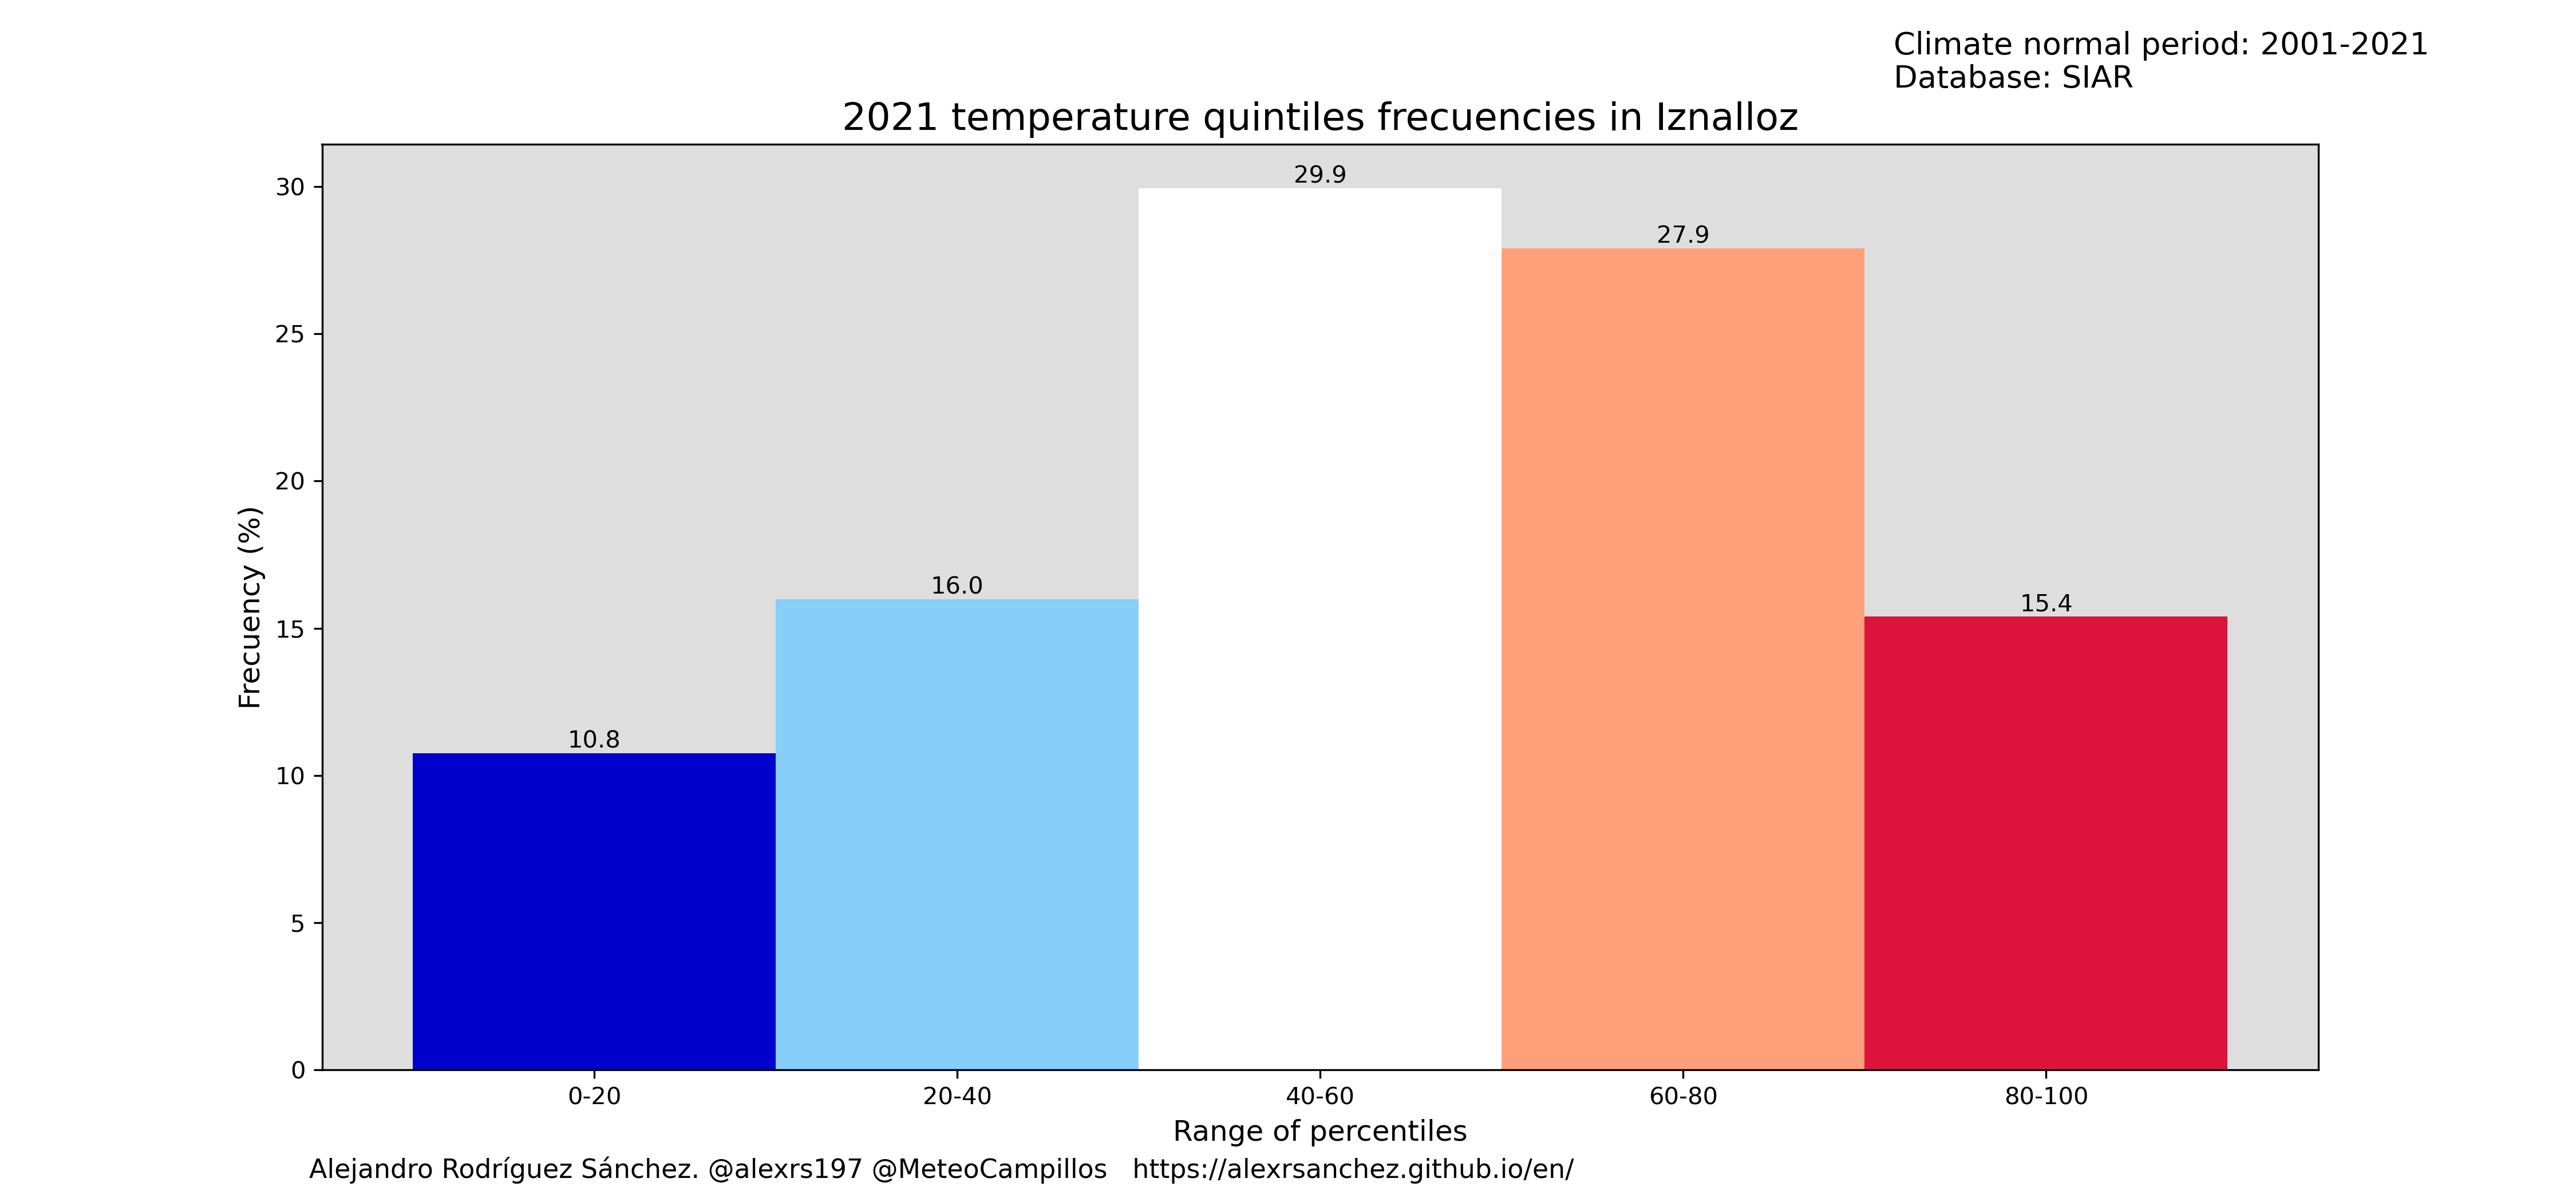 Climate normal period: 2001-2021
Database: SIAR
2021 temperature quintiles frecuencies in Iznalloz
30
25
20
15
10
5
0
Frecuency (%)
10.8
16.0
29.9
27.9
15.4
0-20
20-40
40-60
60-80
80-100
Range of percentiles
Alejandro Rodríguez Sánchez. @alexrs197 @MeteoCampillos https://alexrsanchez.github.io/en/